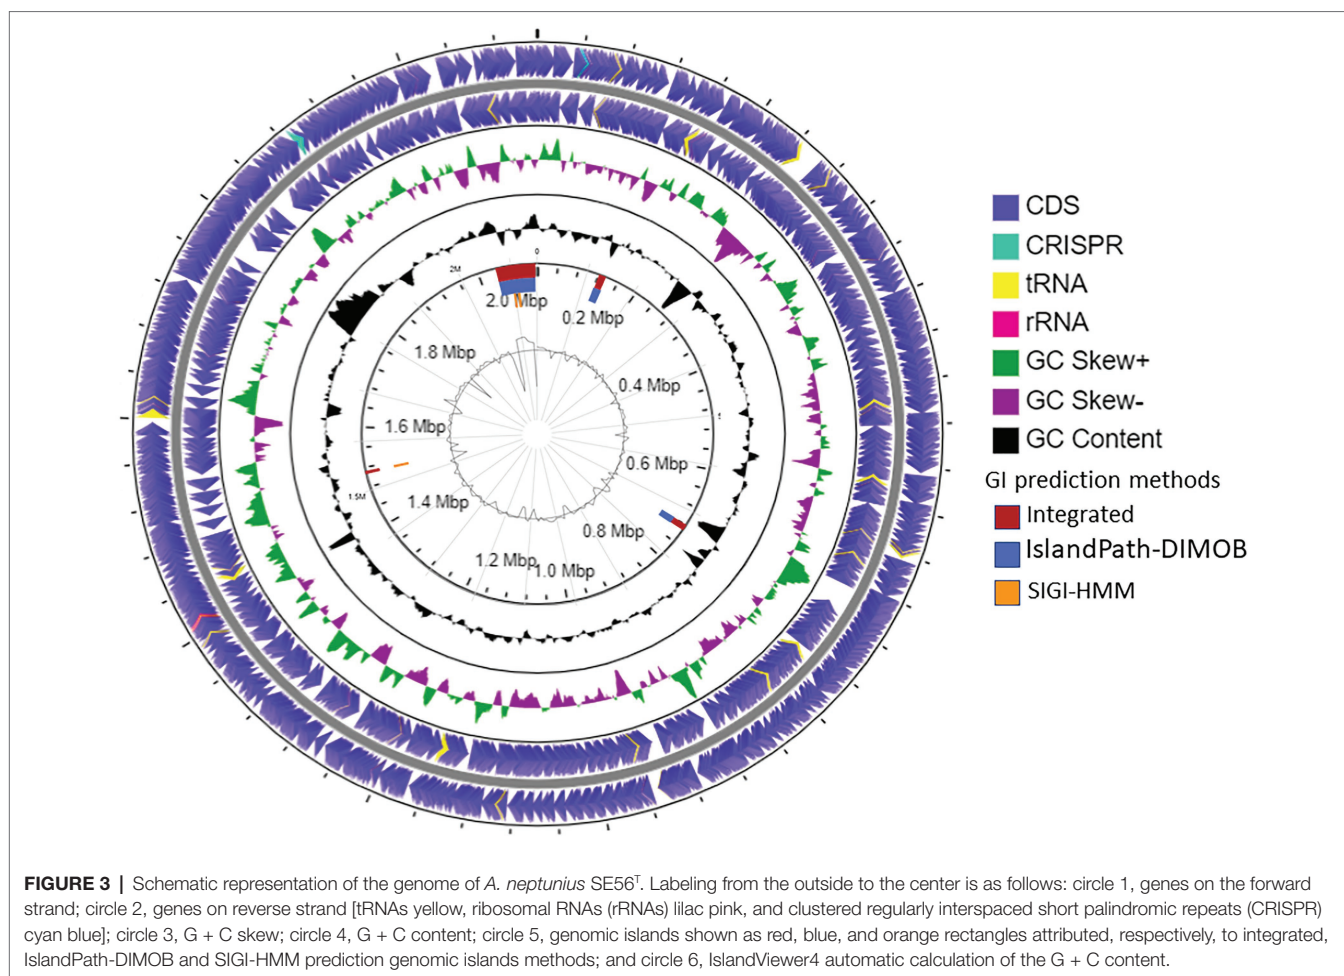 CDS
CRISPR
tRNA
rRNA
GC Skew+
GC Skew-
GC Content
GI prediction methods
Integrated
IslandPath-DIMOB
SIGI-HMM
0
2M
2.0 Mbp
0.2 Mbp
1.8 Mbp
0.4 Mbp
1.6 Mbp
0.6 Mbp
1.5M
1.4 Mbp
0.8 Mbp
1.2 Mbp
1.0 Mbp
FIGURE 3 | Schematic representation of the genome of A. neptunius SE56ᵀ. Labeling from the outside to the center is as follows: circle 1, genes on the forward
strand; circle 2, genes on reverse strand [tRNAs yellow, ribosomal RNAs (rRNAs) lilac pink, and clustered regularly interspaced short palindromic repeats (CRISPR)
cyan blue]; circle 3, G + C skew; circle 4, G + C content; circle 5, genomic islands shown as red, blue, and orange rectangles attributed, respectively, to integrated,
IslandPath-DIMOB and SIGI-HMM prediction genomic islands methods; and circle 6, IslandViewer4 automatic calculation of the G + C content.